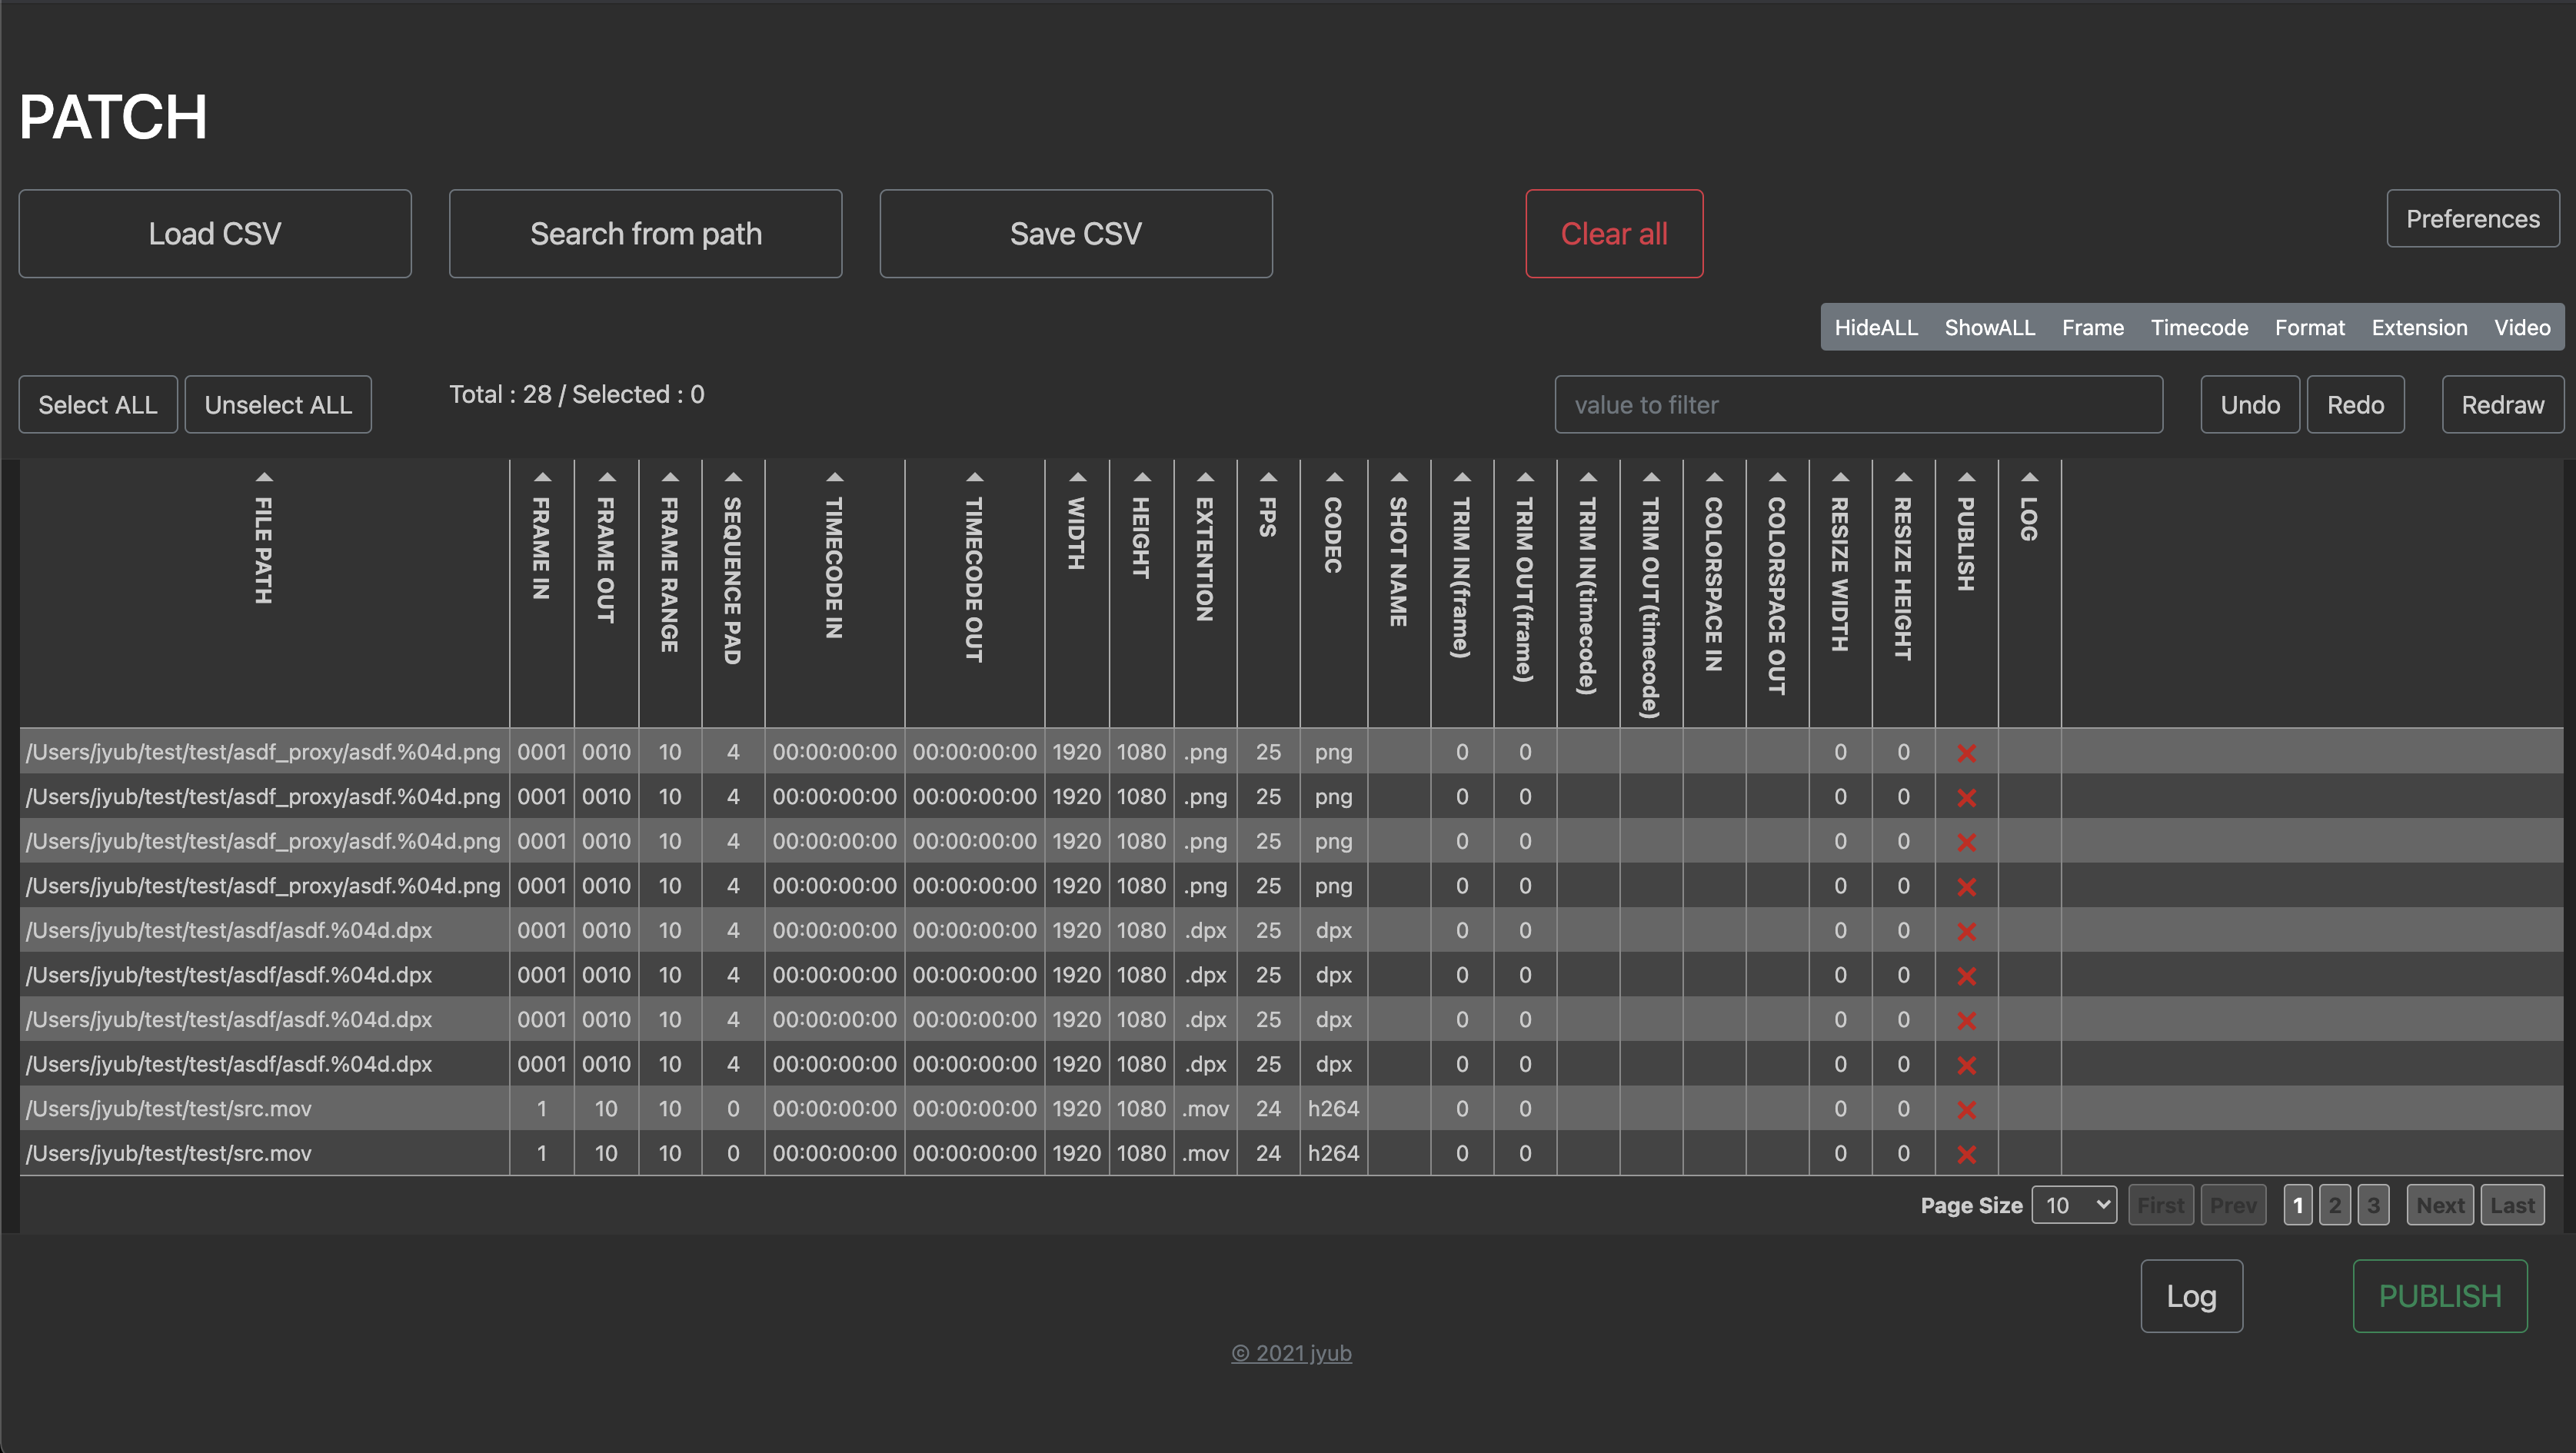 PATCH
Load CSV Search from path Save CSV Clear all Preferences
HideALL ShowALL Frame Timecode Format Extension Video
Select ALL Unselect ALL Total : 28 / Selected : 0 value to filter Undo Redo Redraw
FILE PATH FRAME IN FRAME OUT FRAME RANGE SEQUENCE PAD TIMECODE IN TIMECODE OUT WIDTH HEIGHT EXTENTION FPS CODEC SHOT NAME TRIM IN(frame) TRIM OUT(frame) TRIM IN(timecode) TRIM OUT(timecode) COLORSPACE IN COLORSPACE OUT RESIZE WIDTH RESIZE HEIGHT PUBLISH LOG
/Users/jyub/test/test/asdf_proxy/asdf.%04d.png 0001 0010 10 4 00:00:00:00 00:00:00:00 1920 1080 .png 25 png 0 0 0 0
/Users/jyub/test/test/asdf_proxy/asdf.%04d.png 0001 0010 10 4 00:00:00:00 00:00:00:00 1920 1080 .png 25 png 0 0 0 0
/Users/jyub/test/test/asdf_proxy/asdf.%04d.png 0001 0010 10 4 00:00:00:00 00:00:00:00 1920 1080 .png 25 png 0 0 0 0
/Users/jyub/test/test/asdf_proxy/asdf.%04d.png 0001 0010 10 4 00:00:00:00 00:00:00:00 1920 1080 .png 25 png 0 0 0 0
/Users/jyub/test/test/asdf/asdf.%04d.dpx 0001 0010 10 4 00:00:00:00 00:00:00:00 1920 1080 .dpx 25 dpx 0 0 0 0
/Users/jyub/test/test/asdf/asdf.%04d.dpx 0001 0010 10 4 00:00:00:00 00:00:00:00 1920 1080 .dpx 25 dpx 0 0 0 0
/Users/jyub/test/test/asdf/asdf.%04d.dpx 0001 0010 10 4 00:00:00:00 00:00:00:00 1920 1080 .dpx 25 dpx 0 0 0 0
/Users/jyub/test/test/asdf/asdf.%04d.dpx 0001 0010 10 4 00:00:00:00 00:00:00:00 1920 1080 .dpx 25 dpx 0 0 0 0
/Users/jyub/test/test/src.mov 1 10 10 0 00:00:00:00 00:00:00:00 1920 1080 .mov 24 h264 0 0 0 0
/Users/jyub/test/test/src.mov 1 10 10 0 00:00:00:00 00:00:00:00 1920 1080 .mov 24 h264 0 0 0 0
Page Size 10 First Prev 1 2 3 Next Last
Log PUBLISH
© 2021 jyub